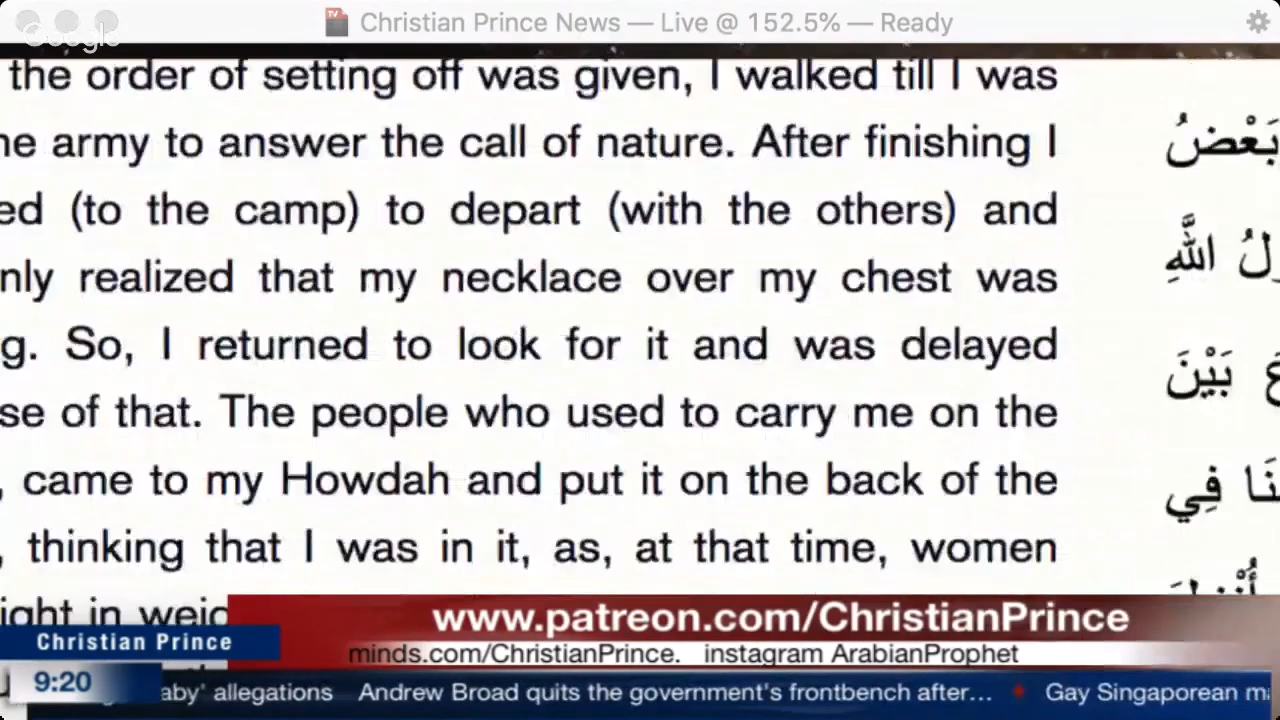 Christian Prince News — Live @ 152.5% — Ready
Google
the order of setting off was given, I walked till I was
ne army to answer the call of nature. After finishing I
ed (to the camp) to depart (with the others) and
nly realized that my necklace over my chest was
g. So, I returned to look for it and was delayed
se of that. The people who used to carry me on the
, came to my Howdah and put it on the back of the
, thinking that I was in it, as, at that time, women
ight in weig
بَعْضُ
لُ اللَّهِ
عَ بَيْنَ
نَا فِي
www.patreon.com/ChristianPrince
Christian Prince
minds.com/ChristianPrince. instagram ArabianProphet
9:20
aby' allegations Andrew Broad quits the government's frontbench after... Gay Singaporean m